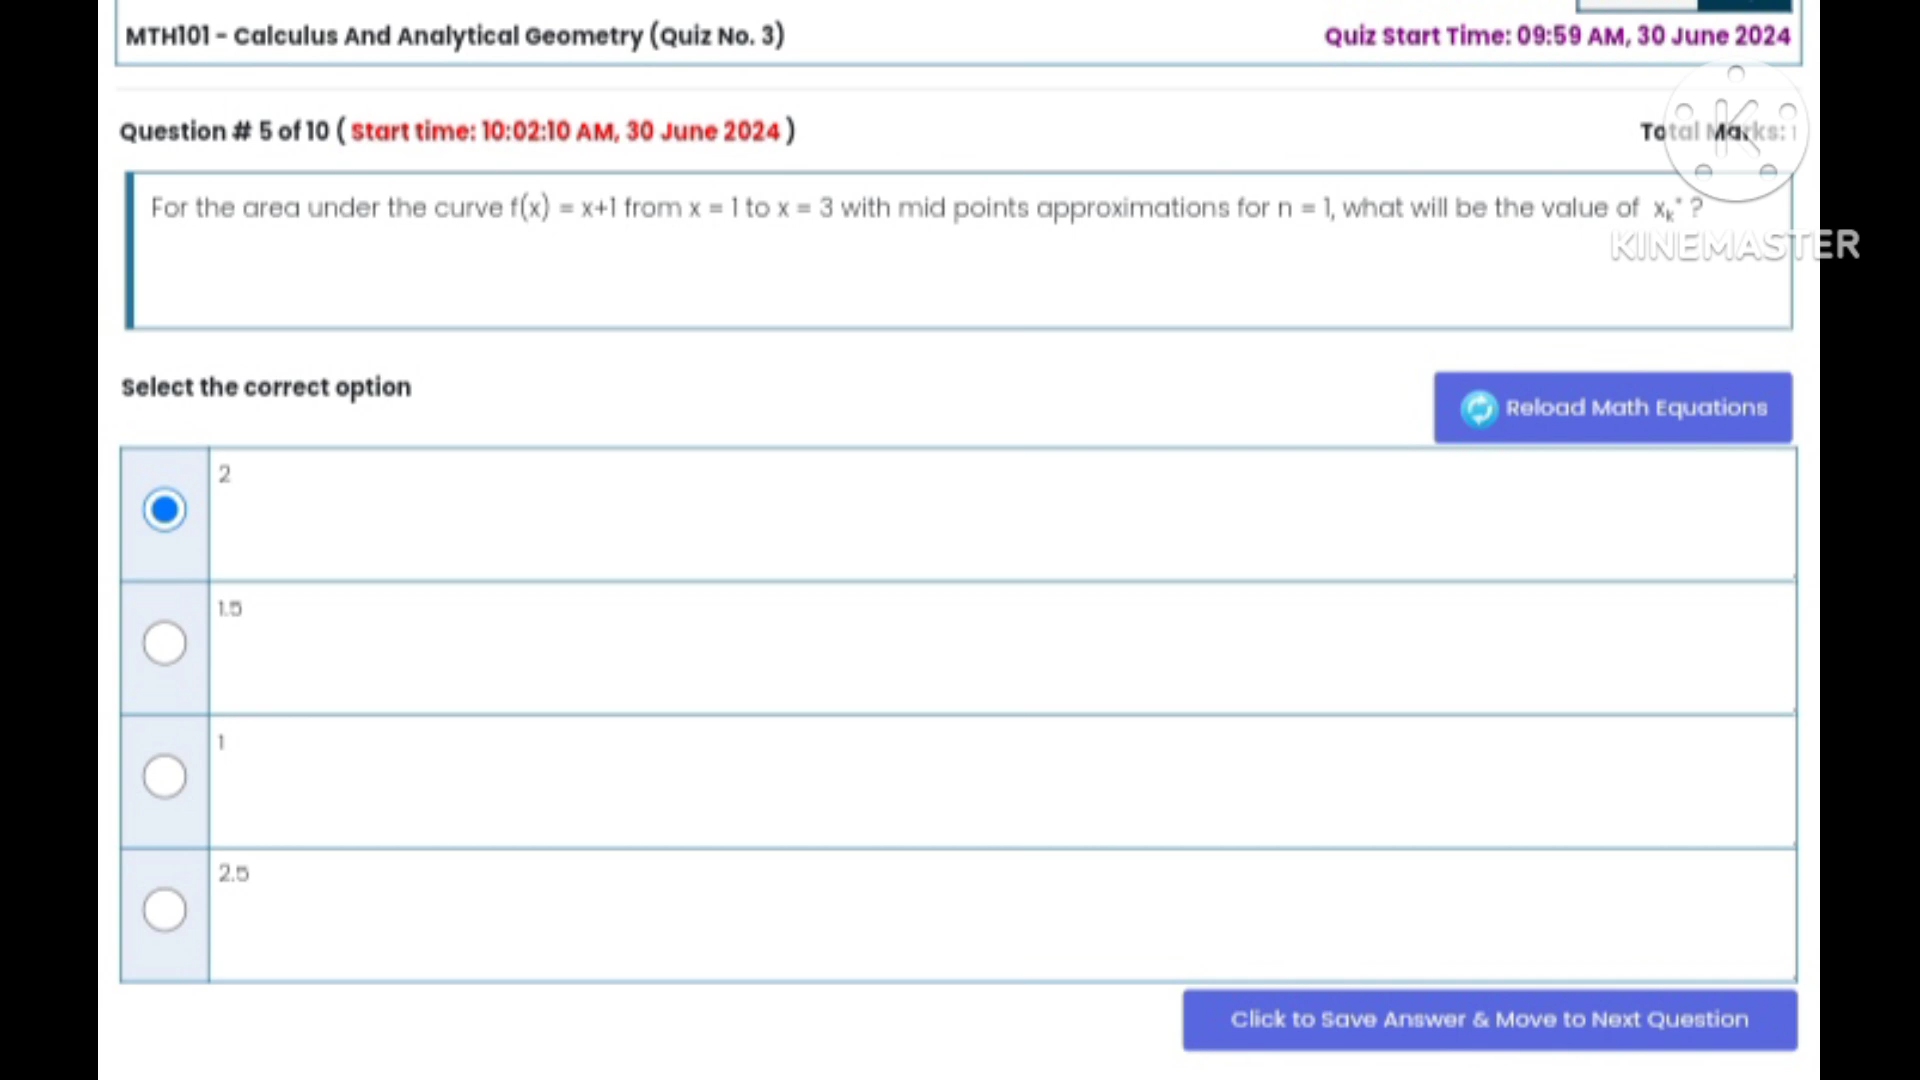 MTH101 - Calculus And Analytical Geometry (Quiz No. 3)
Quiz Start Time: 09:59 AM, 30 June 2024
Question # 5 of 10 ( Start time: 10:02:10 AM, 30 June 2024 )
Total Marks: 1
For the area under the curve f(x) = x+1 from x = 1 to x = 3 with mid points approximations for n = 1, what will be the value of xₖ* ?
KINEMASTER
Select the correct option
Reload Math Equations
2
1.5
1
2.5
Click to Save Answer & Move to Next Question